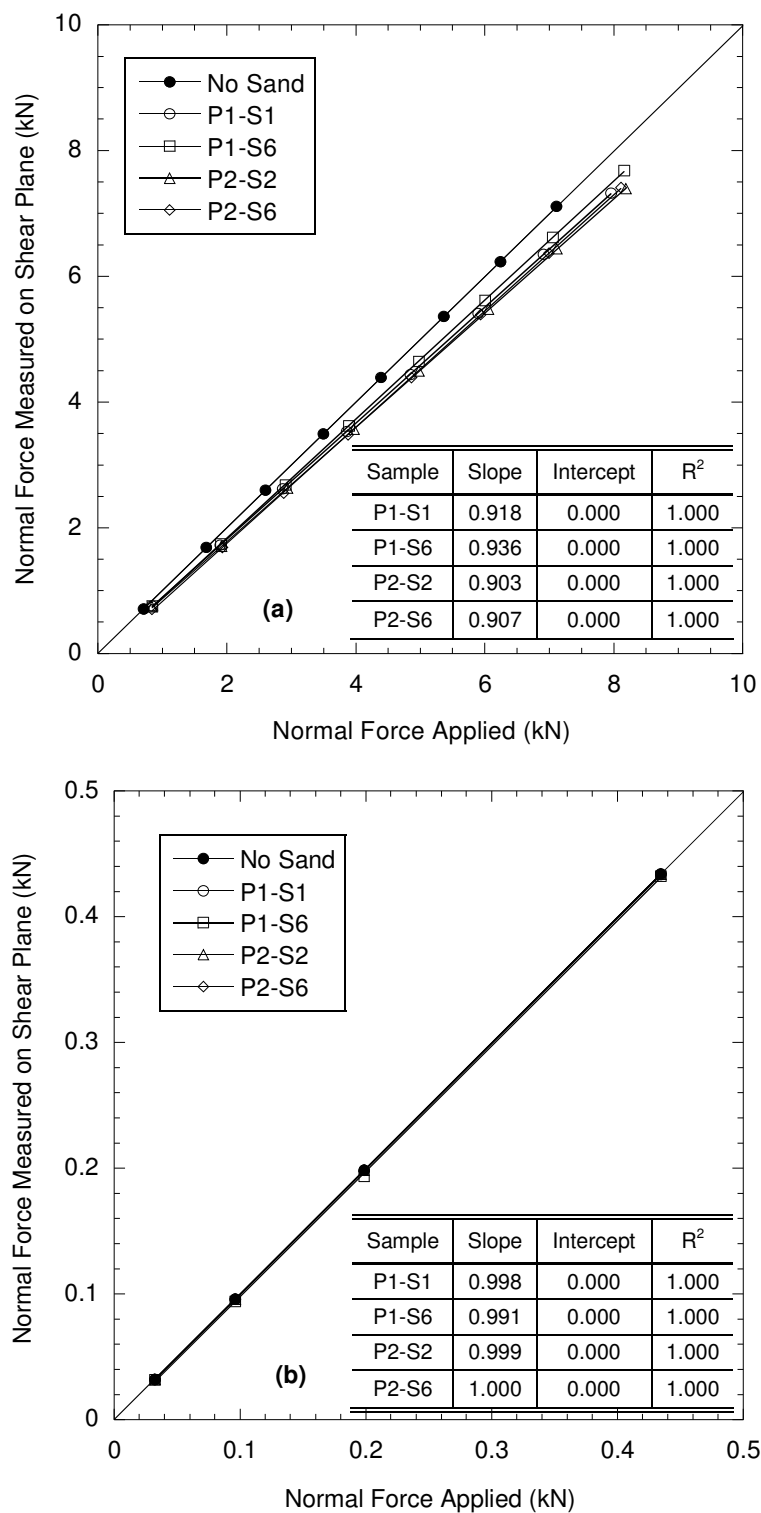 10
8
6
4
2
0
Normal Force Measured on Shear Plane (kN)
No Sand
P1-S1
P1-S6
P2-S2
P2-S6
Sample Slope Intercept R²
P1-S1 0.918 0.000 1.000
P1-S6 0.936 0.000 1.000
P2-S2 0.903 0.000 1.000
P2-S6 0.907 0.000 1.000
(a)
0 2 4 6 8 10
Normal Force Applied (kN)
0.5
0.4
0.3
0.2
0.1
0
Normal Force Measured on Shear Plane (kN)
No Sand
P1-S1
P1-S6
P2-S2
P2-S6
Sample Slope Intercept R²
P1-S1 0.998 0.000 1.000
P1-S6 0.991 0.000 1.000
P2-S2 0.999 0.000 1.000
P2-S6 1.000 0.000 1.000
(b)
0 0.1 0.2 0.3 0.4 0.5
Normal Force Applied (kN)